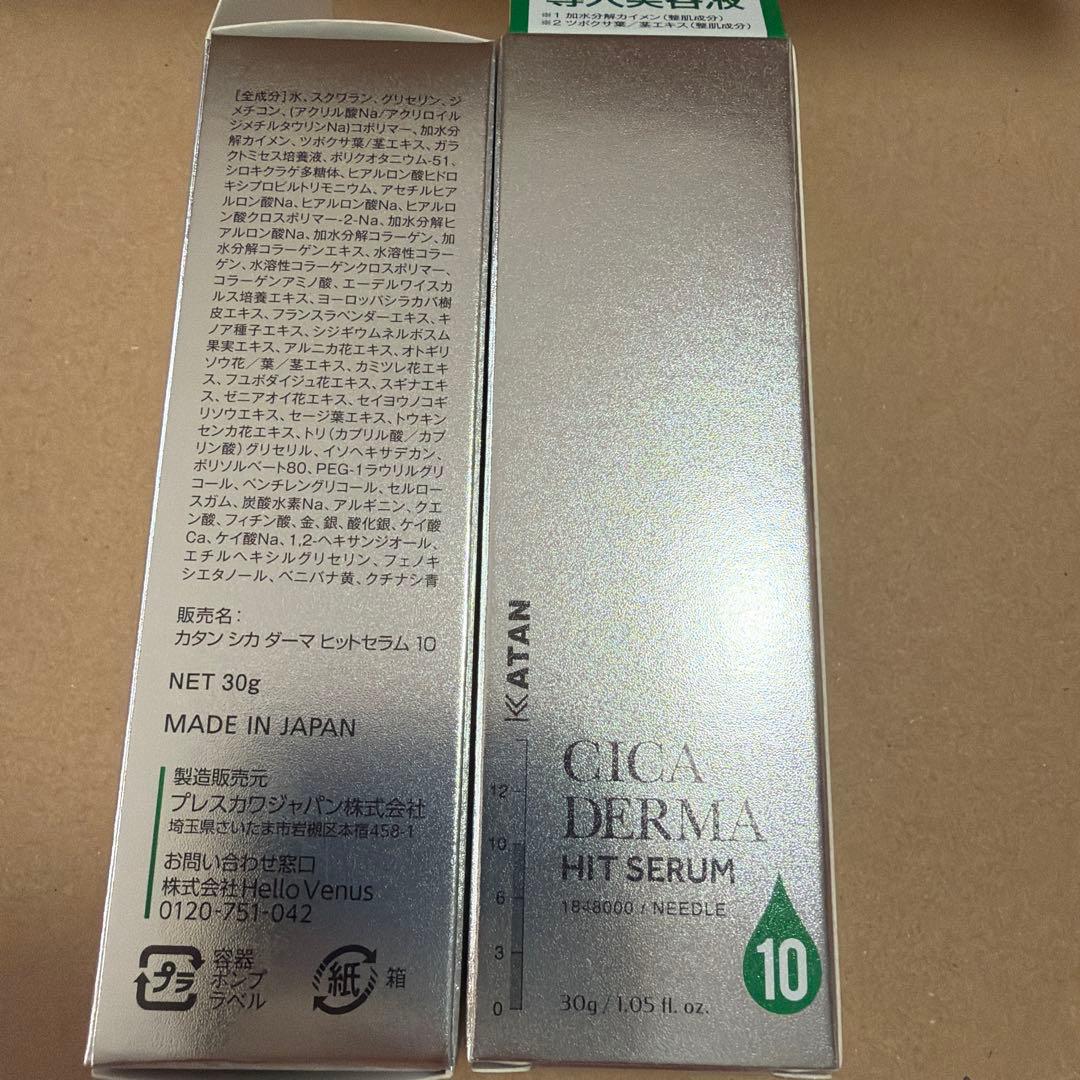 [全成分]水、スクワラン、グリセリン、ジ
メチコン、(アクリル酸Na/アクリロイル
ジメチルタウリンNa)コポリマー、加水分
解カイメン、ツボクサ葉/茎エキス、ガラ
クトミセス培養液、ポリクオタニウム-51、
シロキクラゲ多糖体、ヒアルロン酸ヒドロ
キシプロピルトリモニウム、アセチルヒア
ルロン酸Na、ヒアルロン酸Na、ヒアルロ
ン酸クロスポリマー-2-Na、加水分解ヒ
アルロン酸Na、加水分解コラーゲン、加
水分解コラーゲンエキス、水溶性コラー
ゲン、水溶性コラーゲンクロスポリマー、
コラーゲンアミノ酸、エーデルワイスカ
ルス培養エキス、ヨーロッパシラカバ樹
皮エキス、フランスラベンダーエキス、キ
ノア種子エキス、シジギウムネルボスム
果実エキス、アルニカ花エキス、オトギリ
ソウ花/葉/茎エキス、カミツレ花エキ
ス、フユボダイジュ花エキス、スギナエキ
ス、ゼニアオイ花エキス、セイヨウノコギ
リソウエキス、セージ葉エキス、トウキン
センカ花エキス、トリ(カプリル酸/カプ
リン酸)グリセリル、イソヘキサデカン、
ポリソルベート80、PEG-1ラウリルグリ
コール、ペンチレングリコール、セルロー
スガム、炭酸水素Na、アルギニン、クエ
ン酸、フィチン酸、金、銀、酸化銀、ケイ酸
Ca、ケイ酸Na、1,2-ヘキサンジオール、
エチルヘキシルグリセリン、フェノキ
シエタノール、ベニバナ黄、クチナシ青
販売名:
カタン シカ ダーマ ヒットセラム 10
NET 30g
MADE IN JAPAN
製造販売元
プレスカワジャパン株式会社
埼玉県さいたま市岩槻区本宿458-1
お問い合わせ窓口
株式会社Hello Venus
0120-751-042
プラ
容器
ポンプ
ラベル
紙
箱
専人美容液
※1 加水分解カイメン(整肌成分)
※2 ツボクサ葉/茎エキス(整肌成分)
KATAN
CICA
DERMA
HIT SERUM
1848000 / NEEDLE
12
10
6
3
0
10
30g / 1.05 fl. oz.